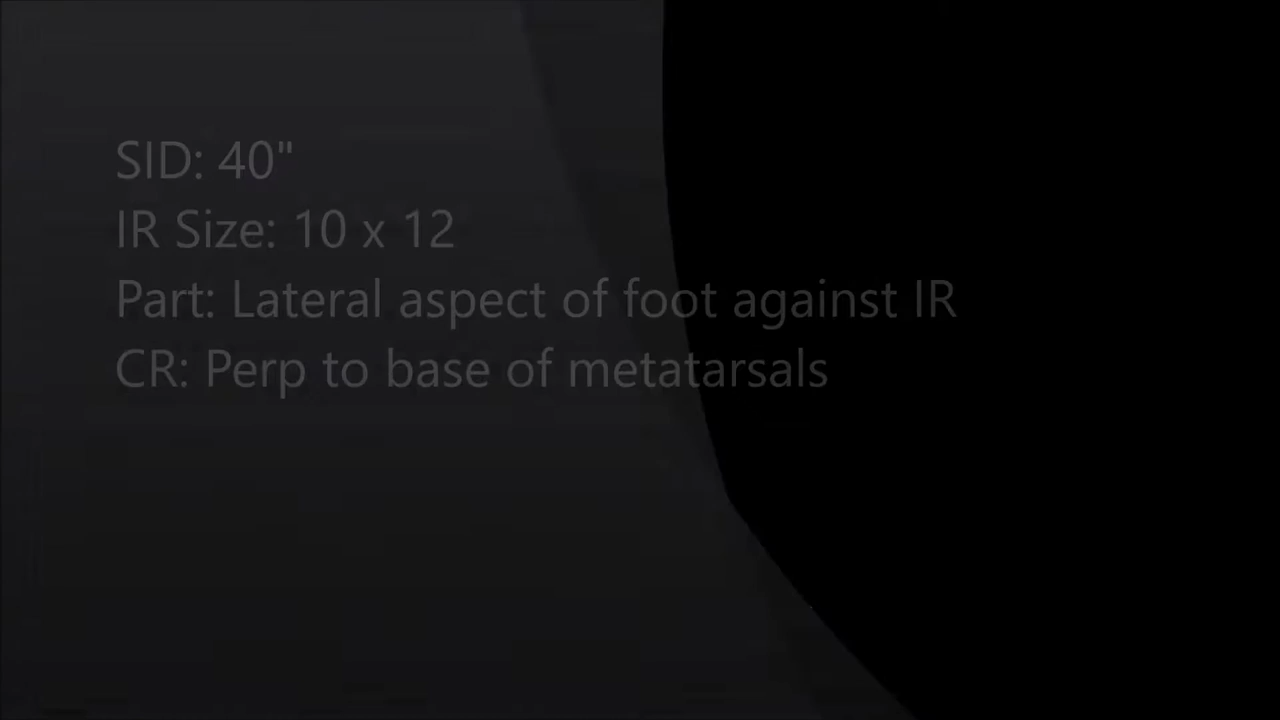 SID: 40"
IR Size: 10 x 12
Part: Lateral aspect of foot against IR
CR: Perp to base of metatarsals